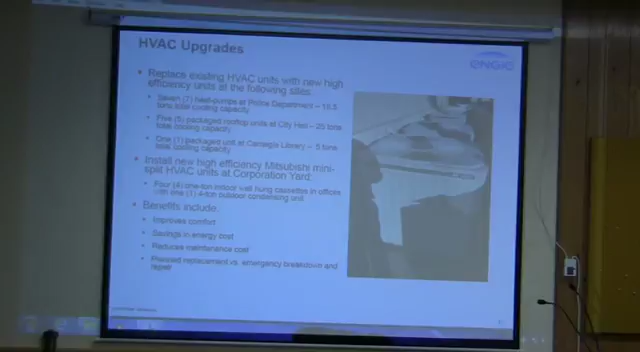 HVAC Upgrades
ENGIE
Replace existing HVAC units with new high
efficiency units at the following sites:
Seven (7) heat-pumps at Police Department – 19.5
tons total cooling capacity
Five (5) packaged rooftop units at City Hall – 25 tons
total cooling capacity
One (1) packaged unit at Carnegie Library – 5 tons
total cooling capacity
Install new high efficiency Mitsubishi mini-
split HVAC units at Corporation Yard:
Four (4) one-ton indoor wall hung cassettes in offices
with one (1) 4-ton outdoor condensing unit
Benefits include:
Improves comfort
Savings in energy cost
Reduces maintenance cost
Planned replacement vs. emergency breakdown and
repair